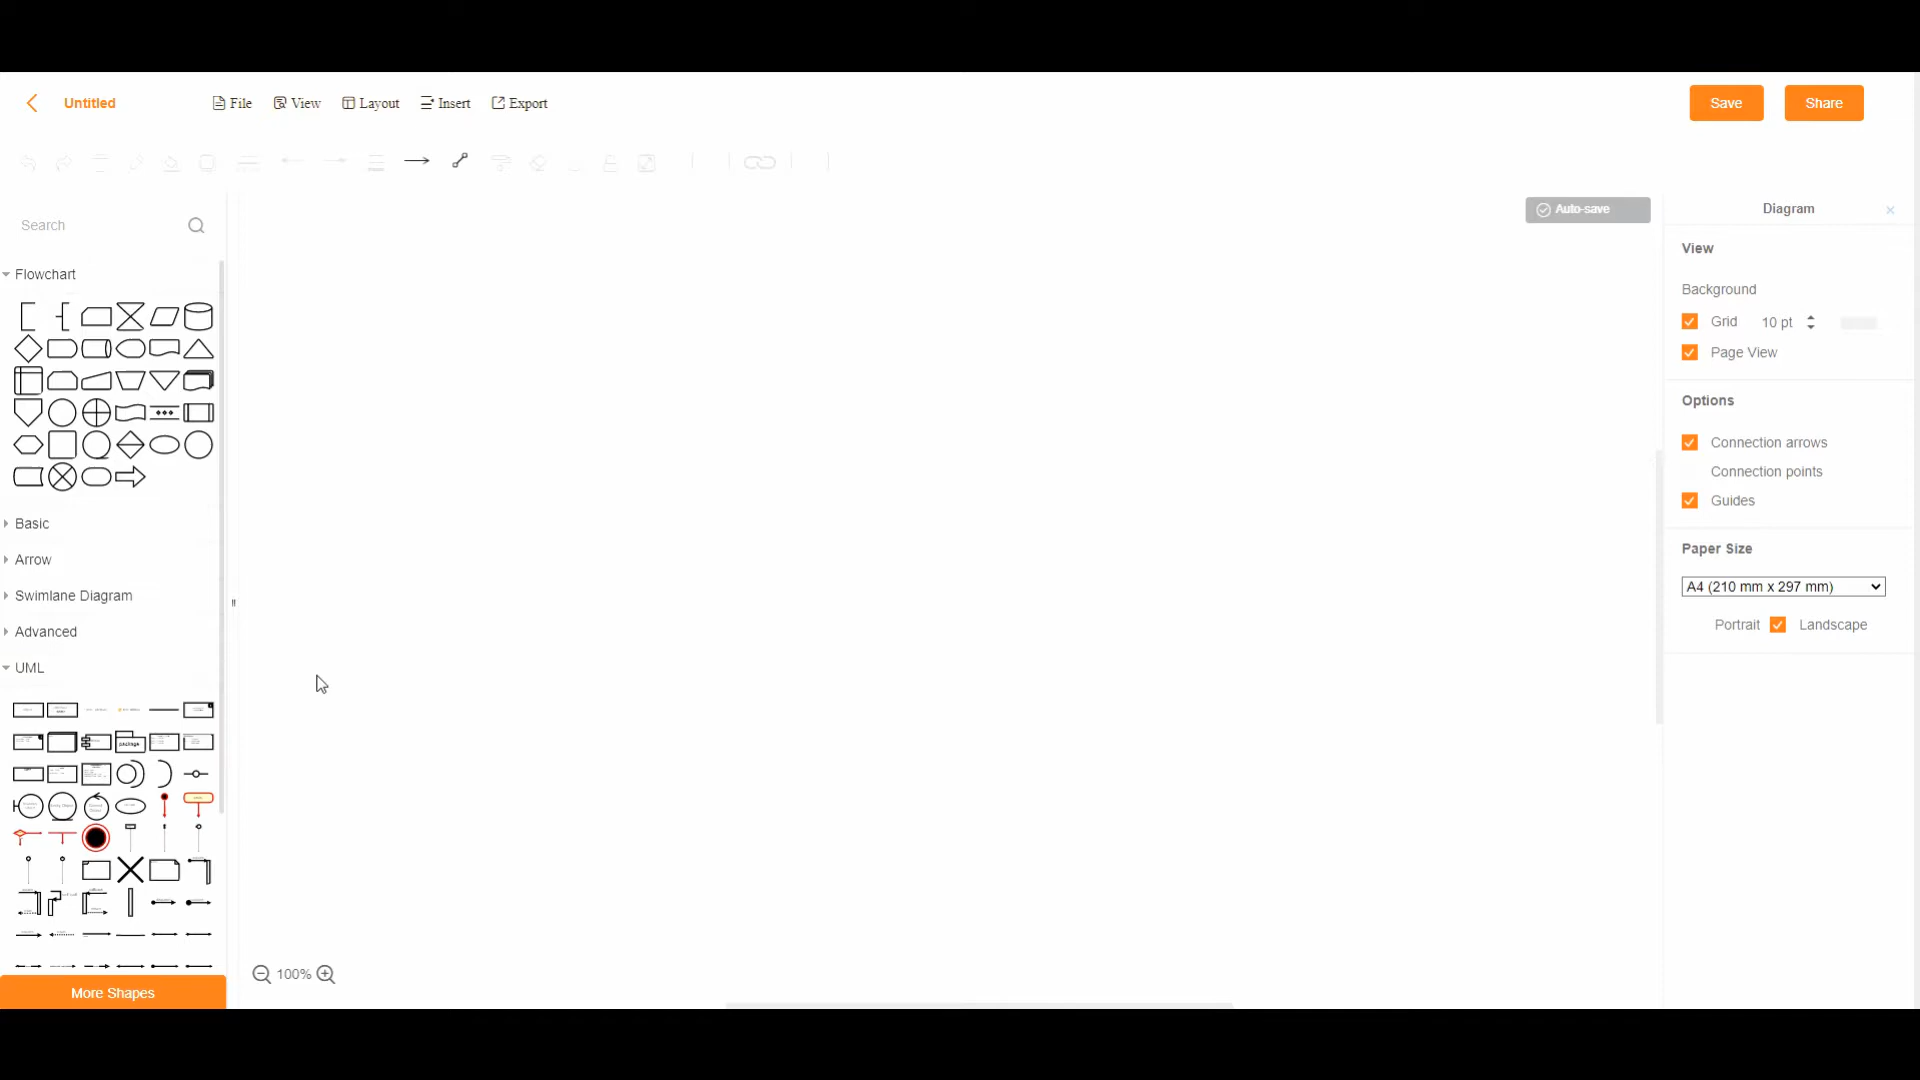 Untitled
File
View
Layout
Insert
Export
Save
Share
Search
Auto-save
Diagram
Flowchart
View
Background
Grid
10 pt
Page View
Options
Connection arrows
Connection points
Guides
Basic
Arrow
Paper Size
A4 (210 mm x 297 mm)
Swimlane Diagram
Portrait
Landscape
Advanced
UML
package
100%
More Shapes